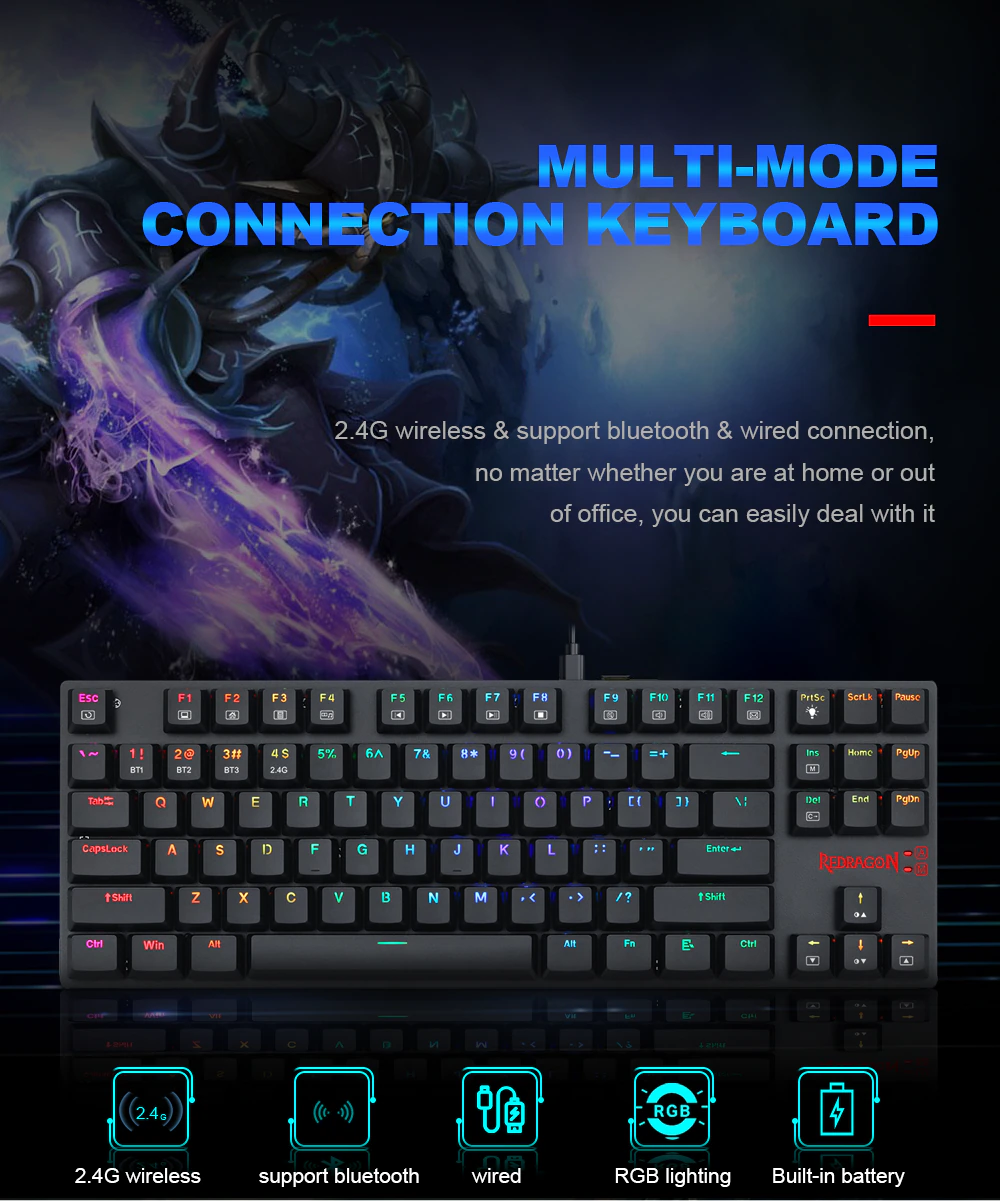 MULTI-MODE
CONNECTION KEYBOARD
2.4G wireless & support bluetooth & wired connection,
no matter whether you are at home or out
of office, you can easily deal with it
Esc F1 F2 F3 F4 F5 F6 F7 F8 F9 F10 F11 F12 PrtSc ScrLk Pause
\ ~ 1! 2@ 3# 4$ 5% 6^ 7& 8* 9( 0) -_ =+ ← Ins Home PgUp
BT1 BT2 BT3 2.4G M
Tab Q W E R T Y U I O P [{ ]} \| Del End PgDn
CapsLock A S D F G H J K L ;: '" Enter
REDRAGON
↑Shift Z X C V B N M ,< .> /? ↑Shift ↑
Ctrl Win Alt Alt Fn Ctrl ← ↓ →
2.4G
RGB
2.4G wireless support bluetooth wired RGB lighting Built-in battery